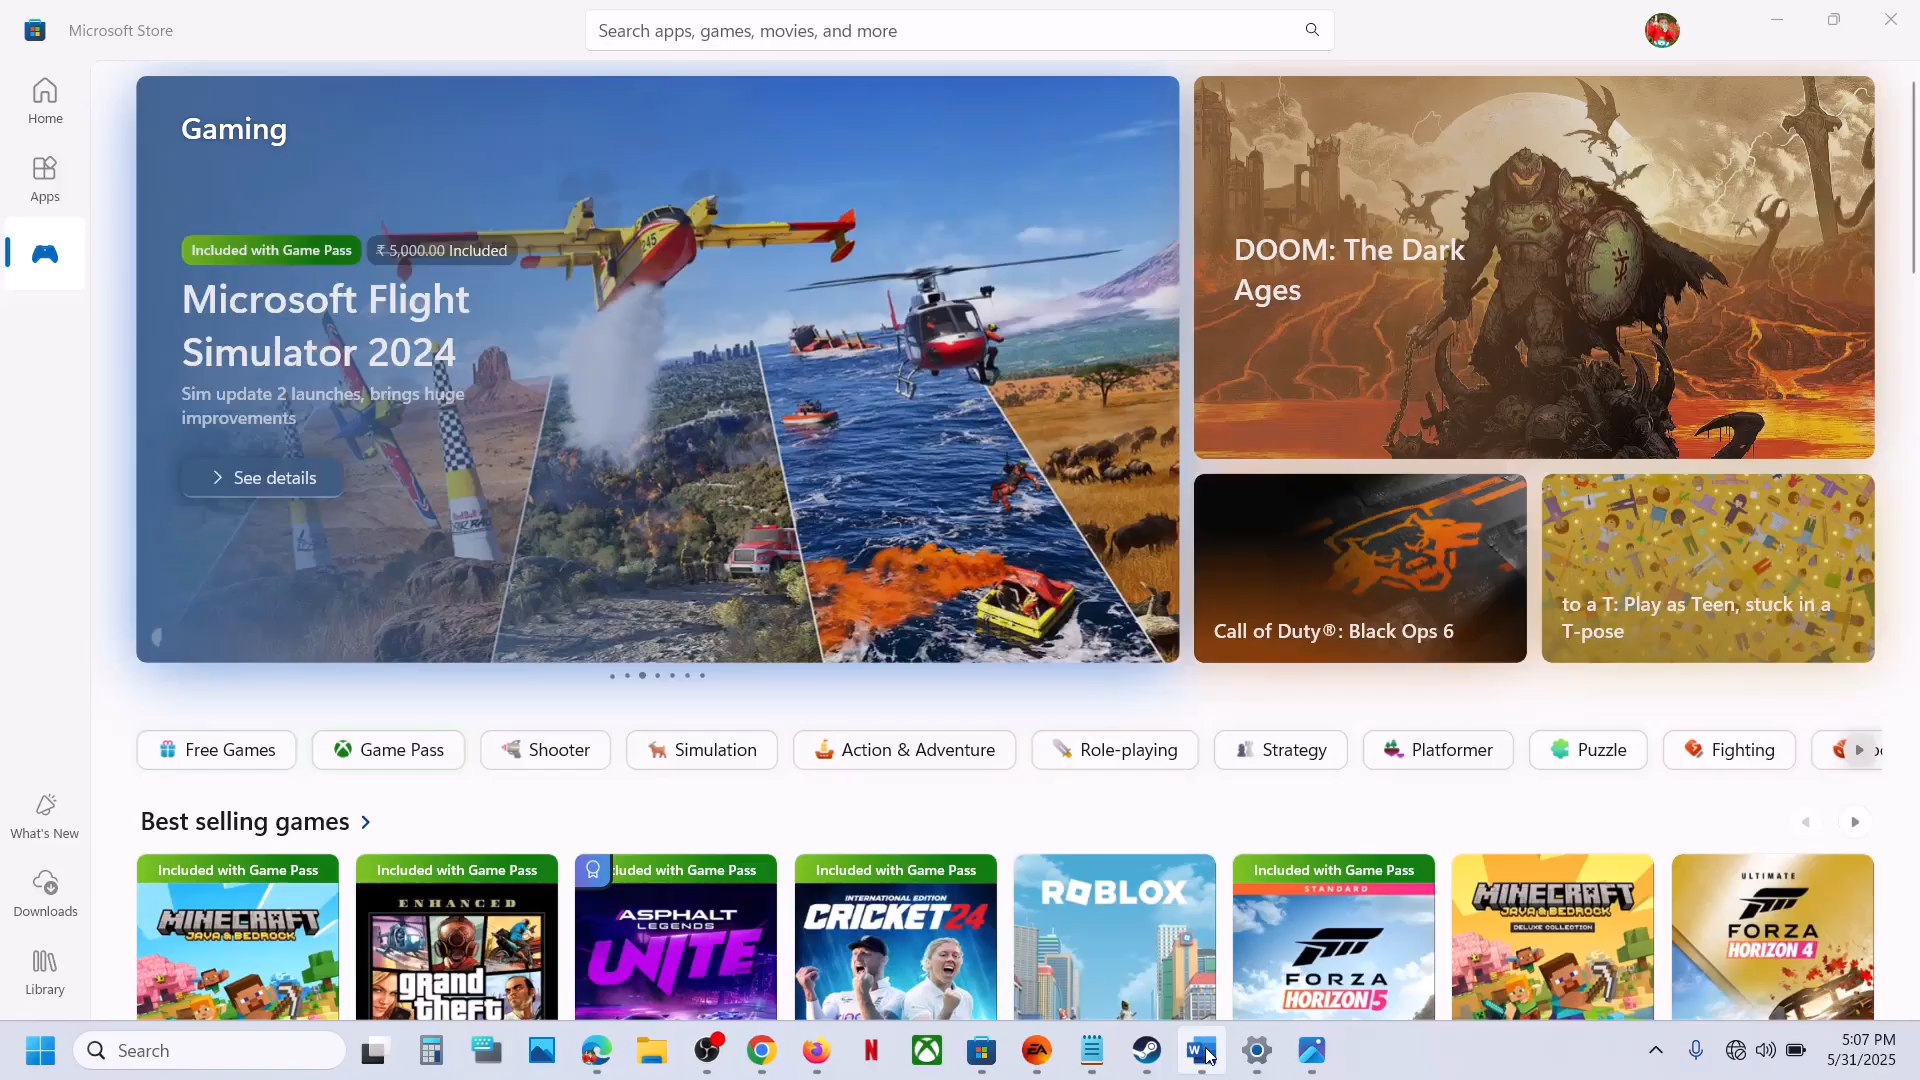 Microsoft Store
Search apps, games, movies, and more
Home
Apps
What's New
Downloads
Library
Gaming
Included with Game Pass
₹ 5,000.00 Included
Microsoft Flight
Simulator 2024
Sim update 2 launches, brings huge
improvements
See details
DOOM: The Dark
Ages
Call of Duty®: Black Ops 6
to a T: Play as Teen, stuck in a
T-pose
Free Games
Game Pass
Shooter
Simulation
Action & Adventure
Role-playing
Strategy
Platformer
Puzzle
Fighting
Best selling games
Included with Game Pass
MINECRAFT
JAVA & BEDROCK
Included with Game Pass
ENHANCED
grand
theft
cluded with Game Pass
ASPHALT
LEGENDS
UNITE
Included with Game Pass
INTERNATIONAL EDITION
CRICKET24
ROBLOX
Included with Game Pass
STANDARD
FORZA
HORIZON 5
MINECRAFT
JAVA & BEDROCK
DELUXE COLLECTION
ULTIMATE
FORZA
HORIZON 4
Search
5:07 PM
5/31/2025